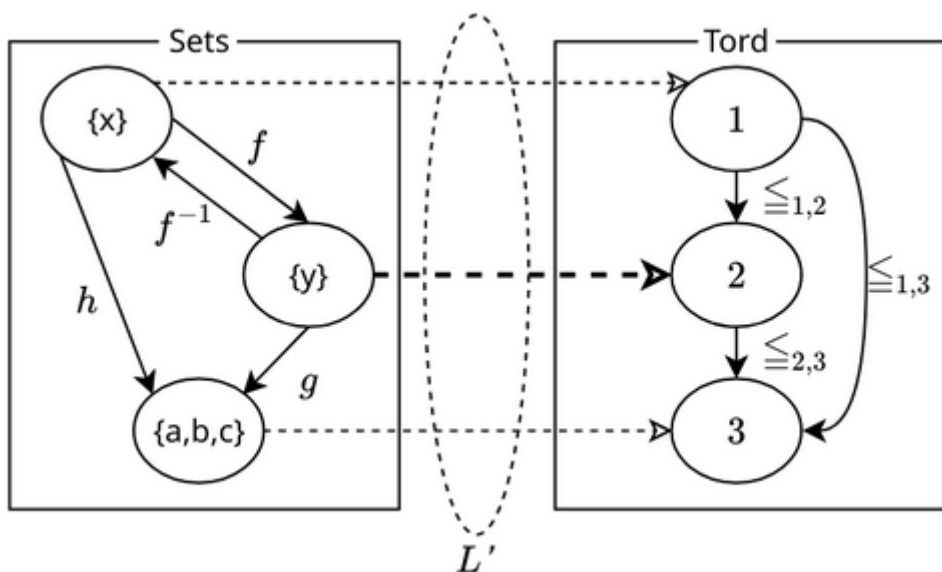 Sets
Tord
{x}
1
f
≦1,2
f⁻¹
{y}
2
≦1,3
h
≦2,3
g
{a,b,c}
3
L'